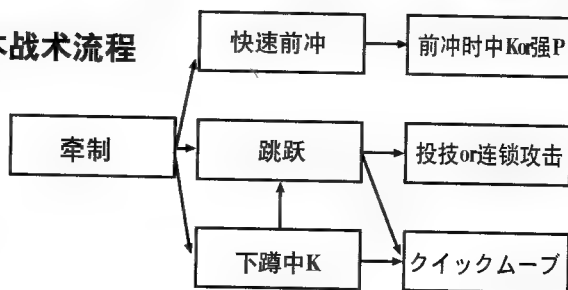 本战术流程
快速前冲
前冲时中Kor强P
牵制
跳跃
投技or连锁攻击
下蹲中K
クイックムーブ